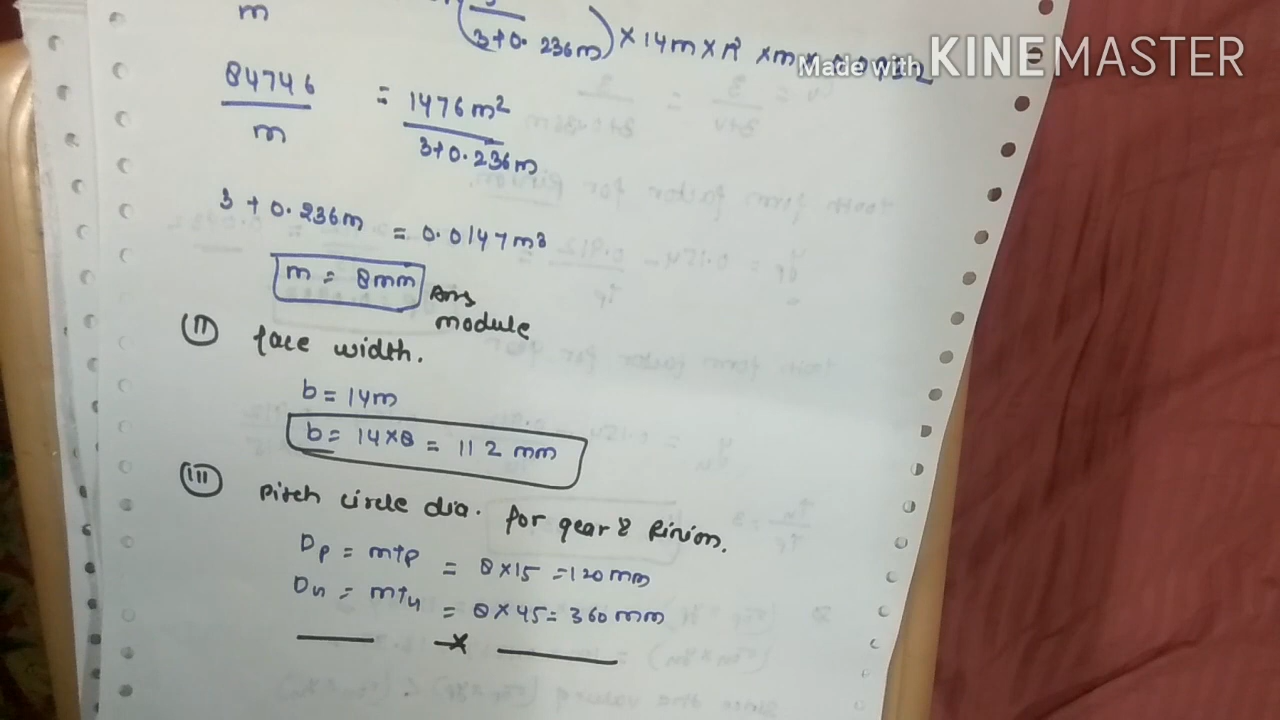 m
3+0.236m) × 14m × π × m ×
Made with KINEMASTER
84746/m = 1476m²/3+0.236m
3 + 0.236m = 0.0147m³
m = 8mm Ans
module
(II) face width.
b = 14m
b = 14×8 = 112 mm
(III) Pitch circle dia. for gear & Pinion.
Dp = mTp = 8×15 = 120 mm
DG = mTG = 8×45 = 360 mm
x